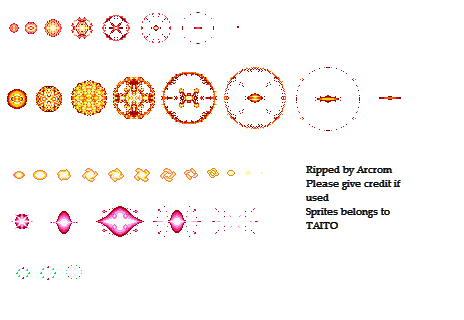 Ripped by Arcrom
Please give credit if
used
Sprites belongs to
TAITO